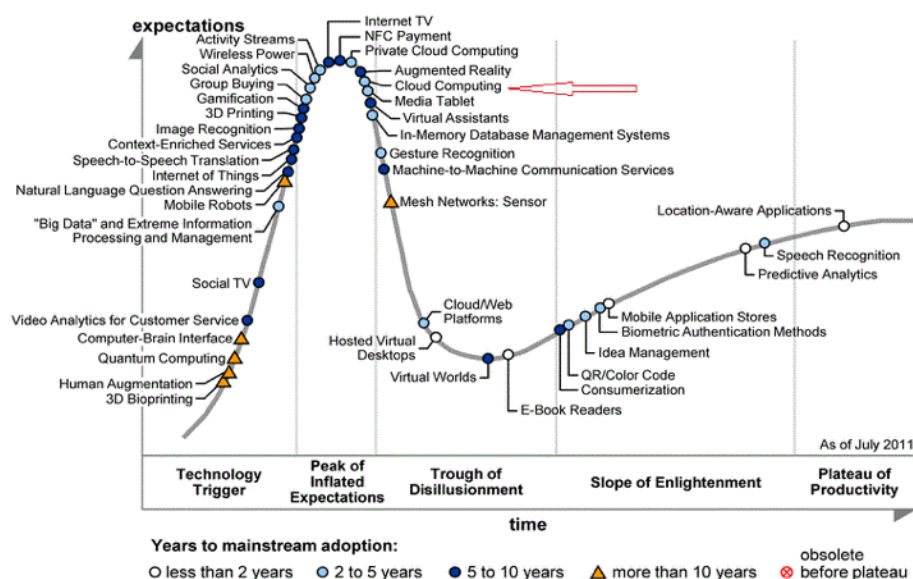 expectations
Internet TV
NFC Payment
Activity Streams
Private Cloud Computing
Wireless Power
Social Analytics
Augmented Reality
Group Buying
Cloud Computing
Gamification
Media Tablet
3D Printing
Virtual Assistants
Image Recognition
In-Memory Database Management Systems
Context-Enriched Services
Speech-to-Speech Translation
Gesture Recognition
Internet of Things
Machine-to-Machine Communication Services
Natural Language Question Answering
Mobile Robots
Mesh Networks: Sensor
"Big Data" and Extreme Information
Processing and Management
Location-Aware Applications
Speech Recognition
Predictive Analytics
Social TV
Cloud/Web
Platforms
Video Analytics for Customer Service
Mobile Application Stores
Computer-Brain Interface
Hosted Virtual
Desktops
Biometric Authentication Methods
Quantum Computing
Idea Management
Human Augmentation
Virtual Worlds
QR/Color Code
3D Bioprinting
Consumerization
E-Book Readers
As of July 2011
Technology
Trigger
Peak of
Inflated
Expectations
Trough of
Disillusionment
Slope of Enlightenment
Plateau of
Productivity
time
Years to mainstream adoption:
less than 2 years
2 to 5 years
5 to 10 years
more than 10 years
obsolete
before plateau